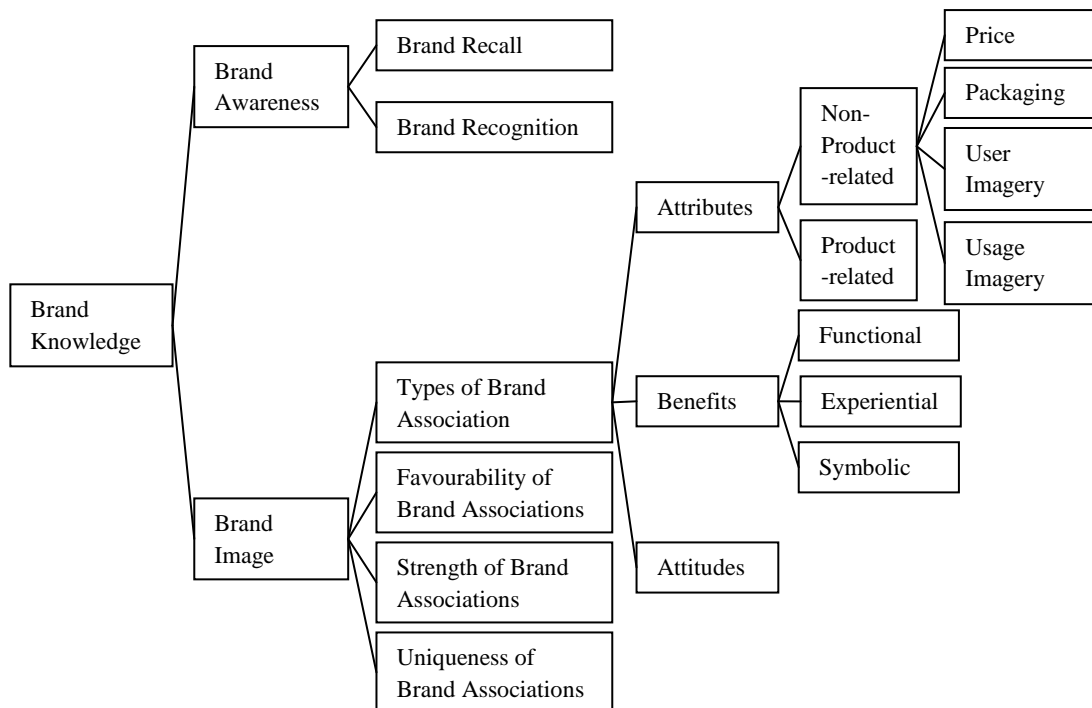 Brand
Knowledge
Brand
Awareness
Brand Recall
Brand Recognition
Brand
Image
Types of Brand
Association
Favourability of
Brand Associations
Strength of Brand
Associations
Uniqueness of
Brand Associations
Attributes
Non-
Product
-related
Price
Packaging
User
Imagery
Usage
Imagery
Product
-related
Benefits
Functional
Experiential
Symbolic
Attitudes